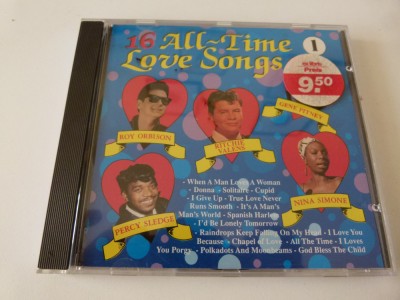 16 All-Time
Love Songs
1
Preis
9.50
GENE PITNEY
ROY ORBISON
RITCHIE
VALENS
PERCY SLEDGE
NINA SIMONE
- When A Man Loves A Woman
- Donna - Solitaire - Cupid
- I Give Up - True Love Never
Runs Smooth - It's A Man's
Man's World - Spanish Harlem
- I'd Be Lonely Tomorrow
- Raindrops Keep Falling On My Head - I Love You
Because - Chapel of Love - All The Time - I Loves
You Porgy - Polkadots And Moonbeams - God Bless The Child